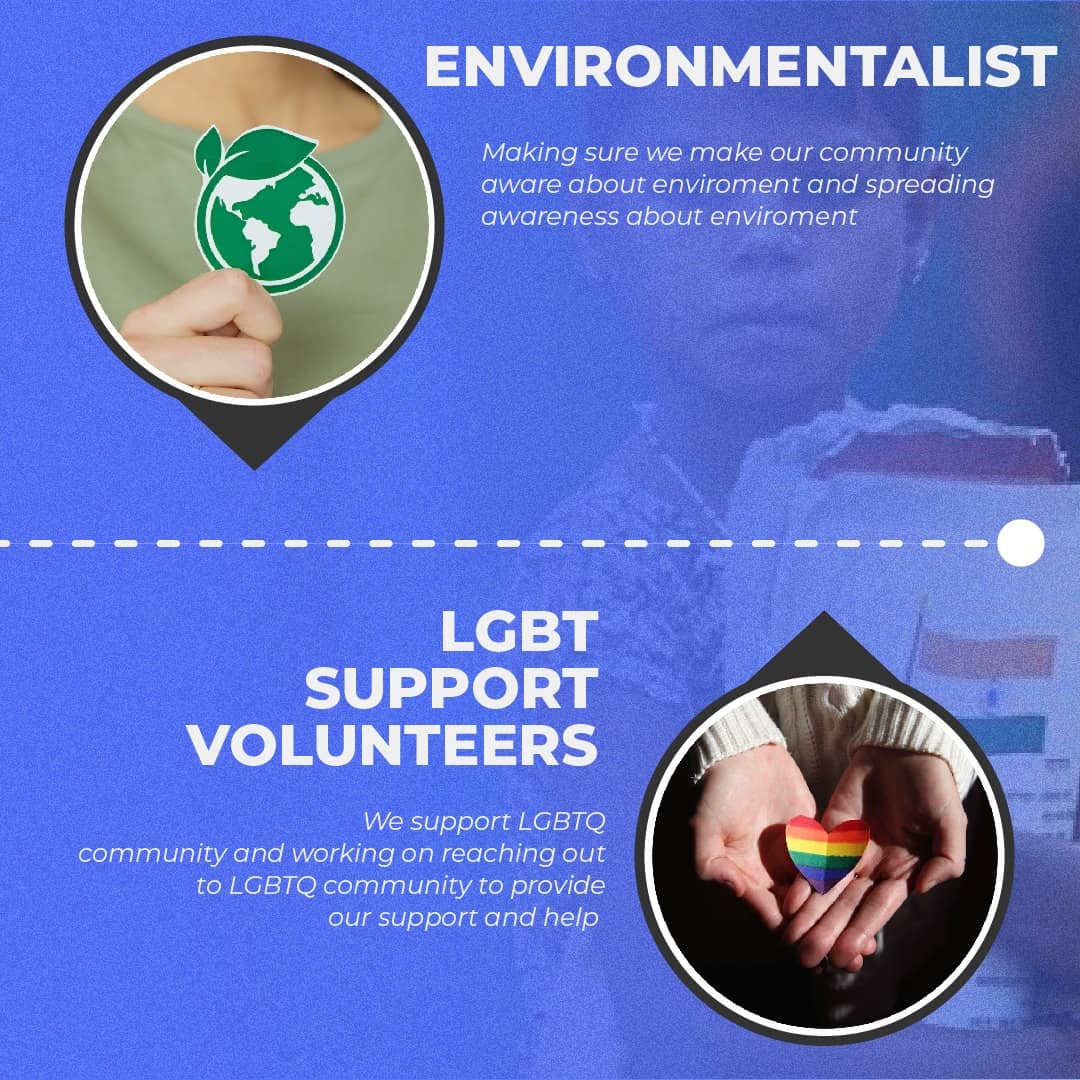 ENVIRONMENTALIST
Making sure we make our community
aware about enviroment and spreading
awareness about enviroment
LGBT
SUPPORT
VOLUNTEERS
We support LGBTQ
community and working on reaching out
to LGBTQ community to provide
our support and help